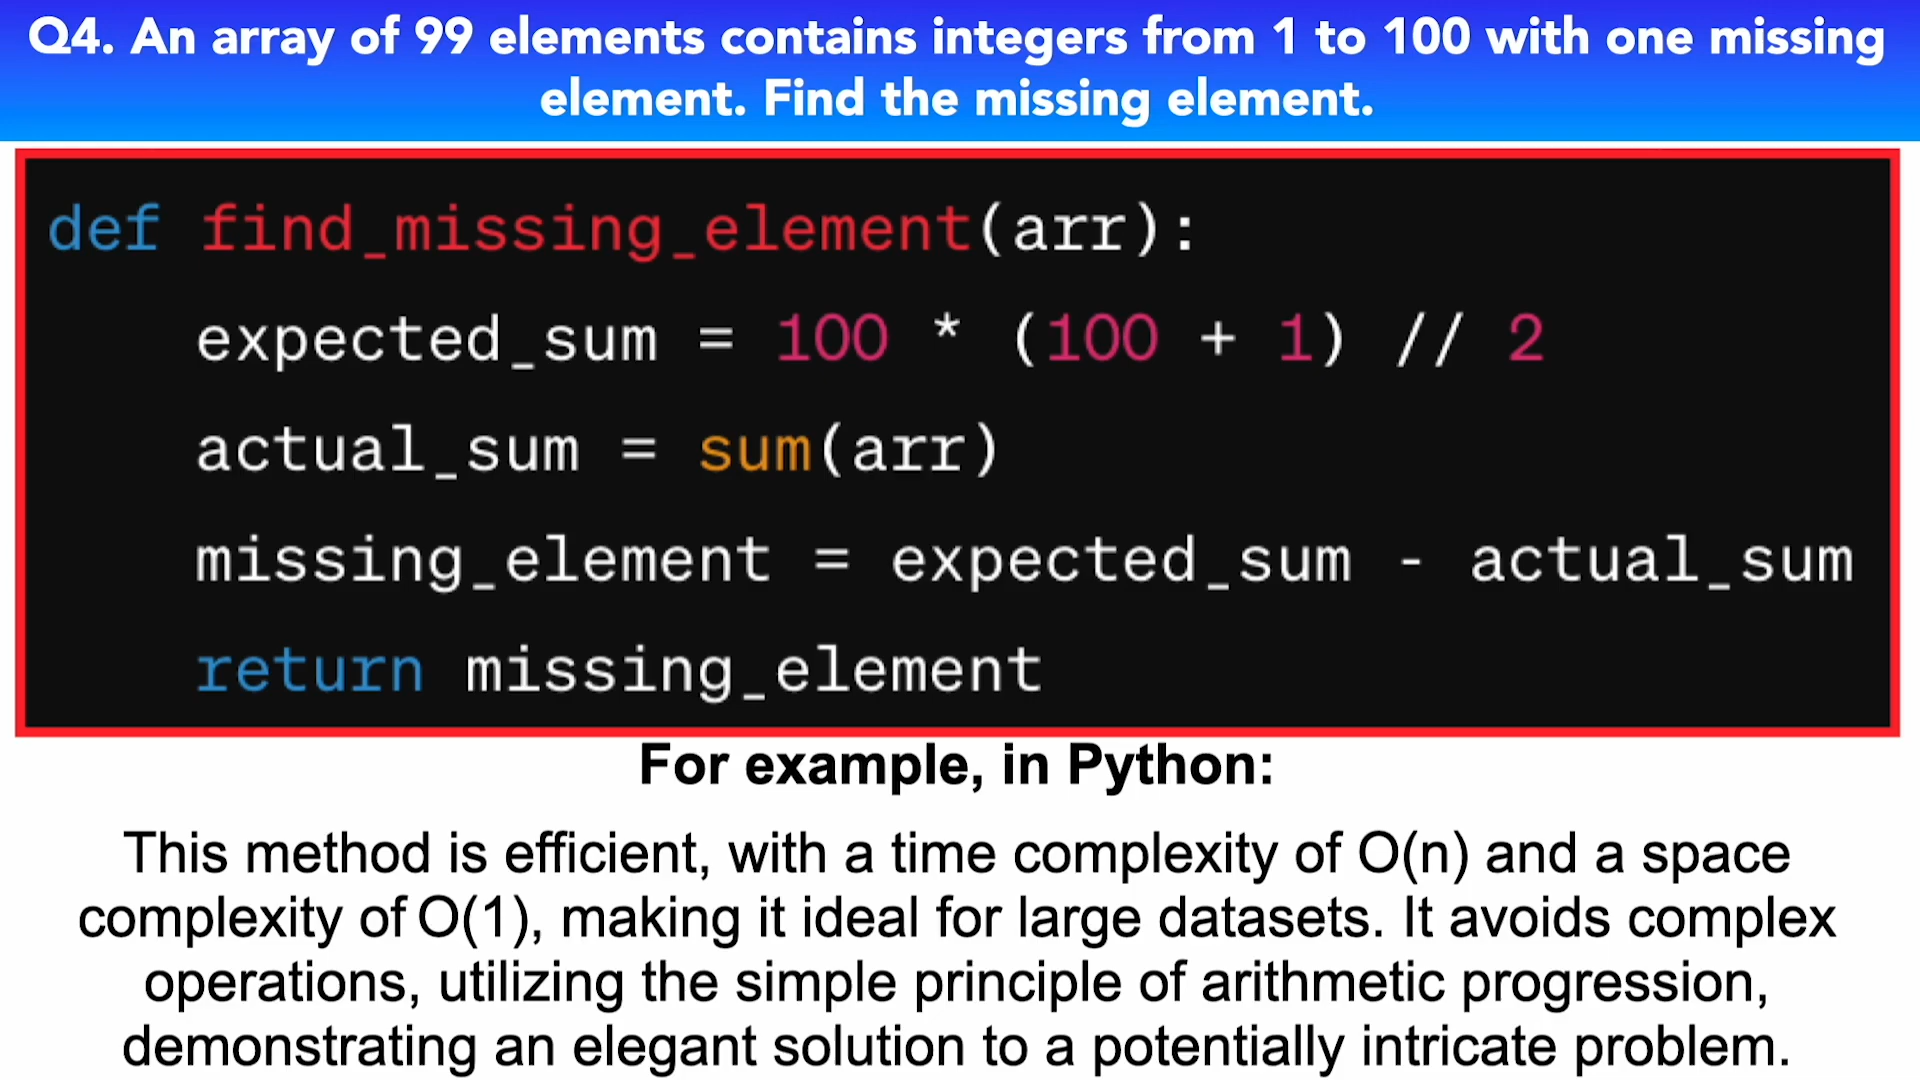 Q4. An array of 99 elements contains integers from 1 to 100 with one missing
element. Find the missing element.
def find_missing_element(arr):
    expected_sum = 100 * (100 + 1) // 2
    actual_sum = sum(arr)
    missing_element = expected_sum - actual_sum
    return missing_element
For example, in Python:
This method is efficient, with a time complexity of O(n) and a space
complexity of O(1), making it ideal for large datasets. It avoids complex
operations, utilizing the simple principle of arithmetic progression,
demonstrating an elegant solution to a potentially intricate problem.